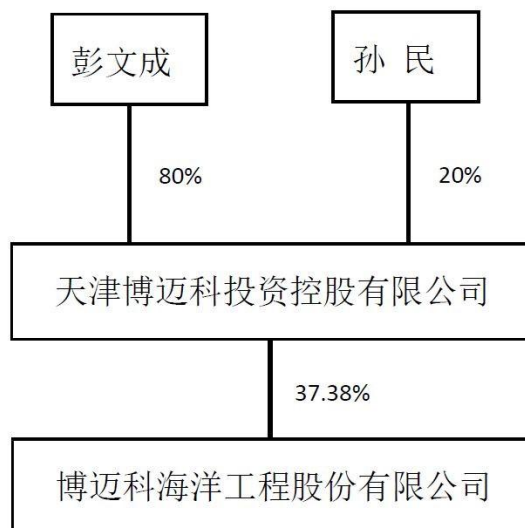 彭文成
孙 民
80%
20%
天津博迈科投资控股有限公司
37.38%
博迈科海洋工程股份有限公司